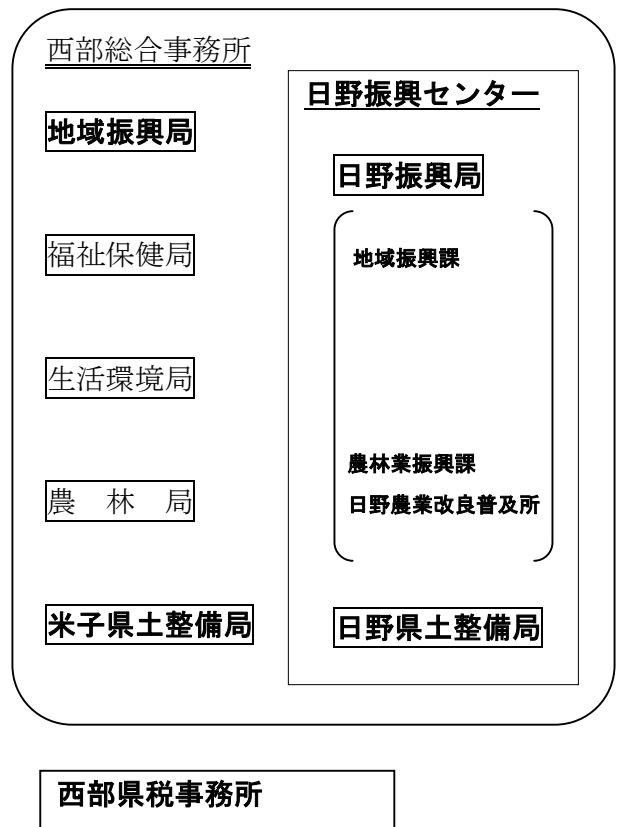 西部総合事務所
地域振興局
福祉保健局
生活環境局
農　林　局
米子県土整備局
日野振興センター
日野振興局
地域振興課
農林業振興課
日野農業改良普及所
日野県土整備局
西部県税事務所